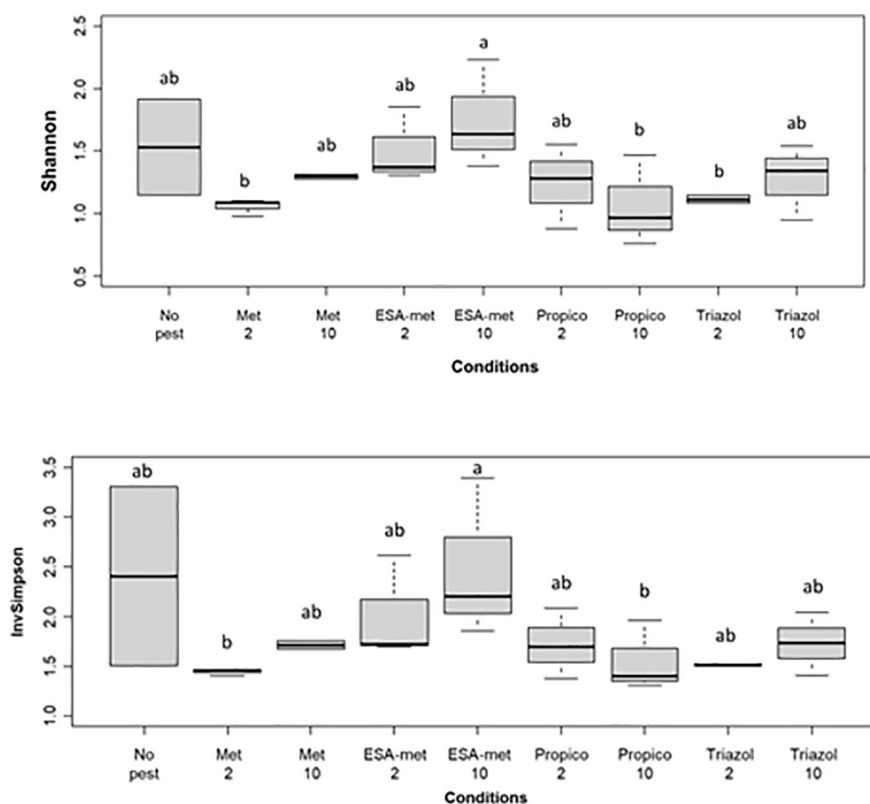 2.5
2.0
1.5
1.0
0.5
Shannon
ab
b
ab
ab
a
ab
b
b
ab
No Met Met ESA-met ESA-met Propico Propico Triazol Triazol
pest 2 10 2 10 2 10 2 10
Conditions
3.5
3.0
2.5
2.0
1.5
1.0
InvSimpson
ab
b
ab
ab
a
ab
b
ab
ab
No Met Met ESA-met ESA-met Propico Propico Triazol Triazol
pest 2 10 2 10 2 10 2 10
Conditions